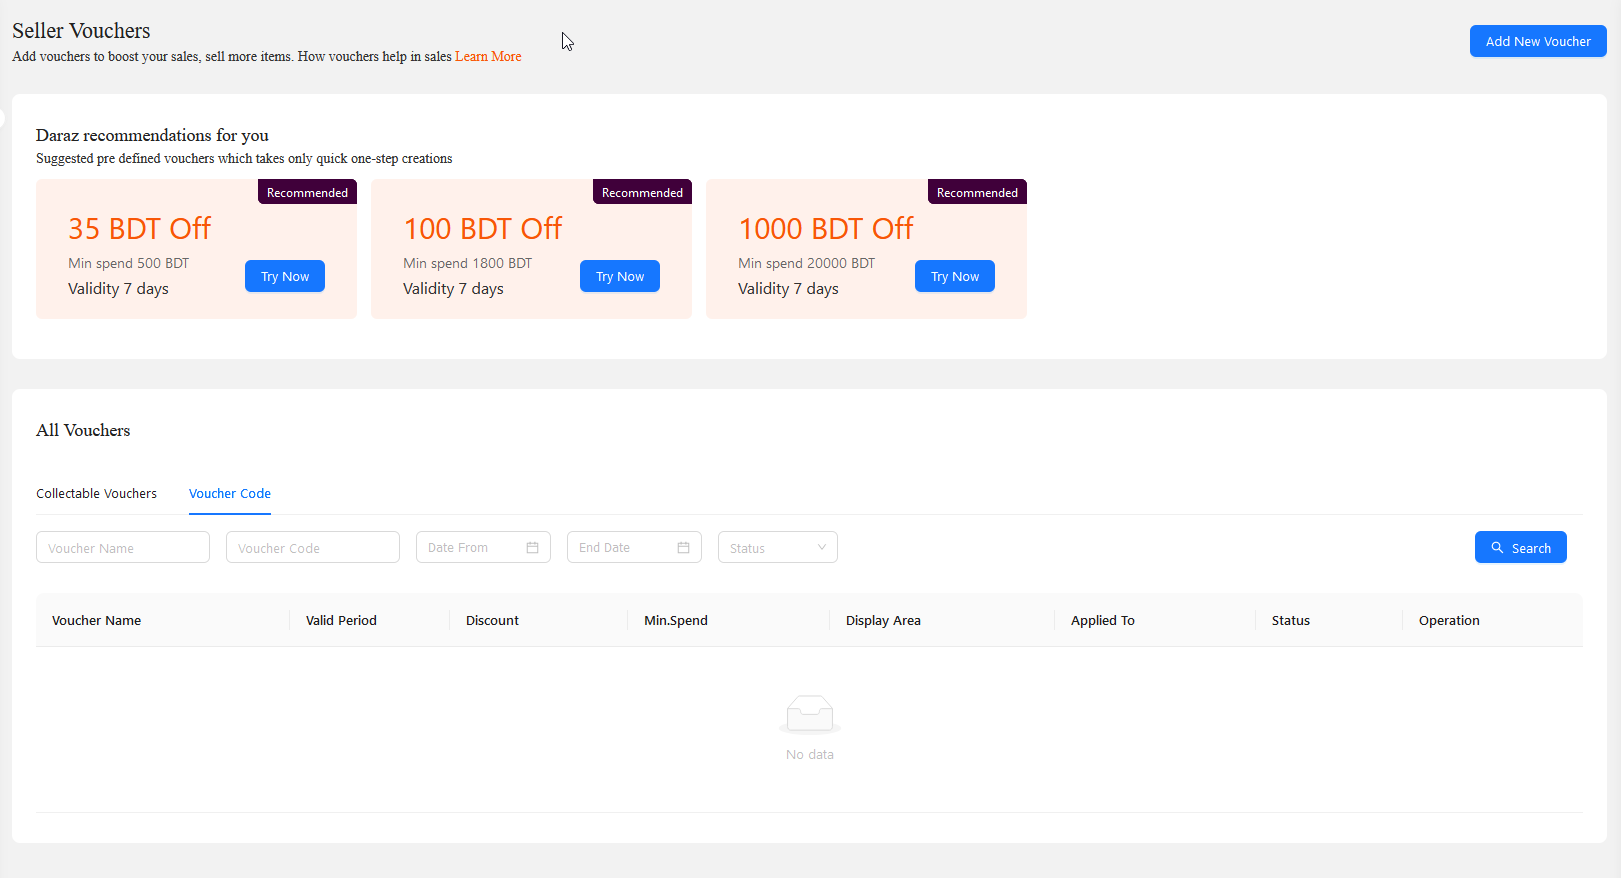 Seller Vouchers
Add vouchers to boost your sales, sell more items. How vouchers help in sales Learn More
Add New Voucher
Daraz recommendations for you
Suggested pre defined vouchers which takes only quick one-step creations
Recommended
35 BDT Off
Min spend 500 BDT
Validity 7 days
Try Now
Recommended
100 BDT Off
Min spend 1800 BDT
Validity 7 days
Try Now
Recommended
1000 BDT Off
Min spend 20000 BDT
Validity 7 days
Try Now
All Vouchers
Collectable Vouchers Voucher Code
Voucher Name Voucher Code Date From End Date Status Search
Voucher Name Valid Period Discount Min.Spend Display Area Applied To Status Operation
No data